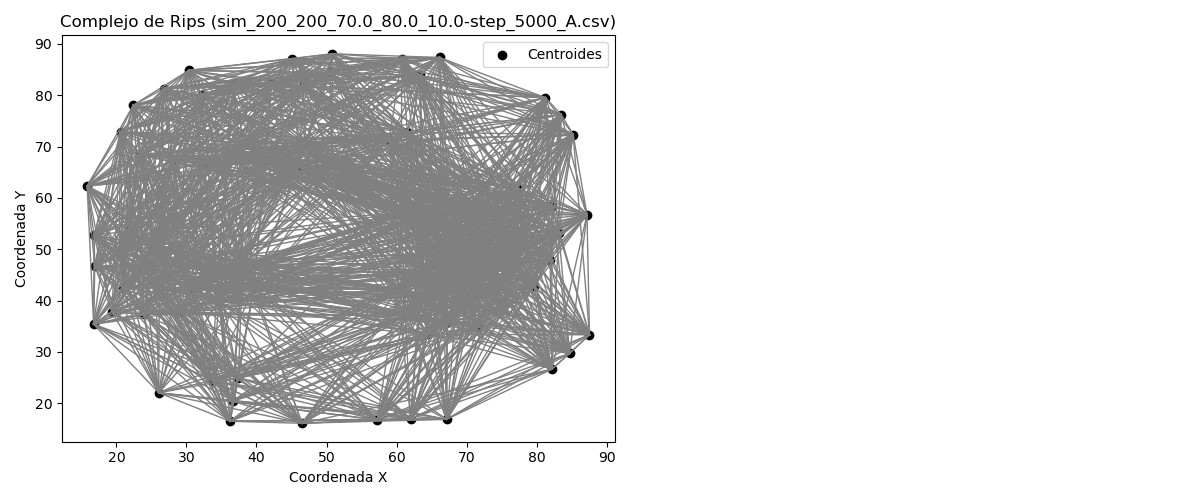 Complejo de Rips (sim_200_200_70.0_80.0_10.0-step_5000_A.csv)
Centroides
Coordenada Y
90
80
70
60
50
40
30
20
20 30 40 50 60 70 80 90
Coordenada X